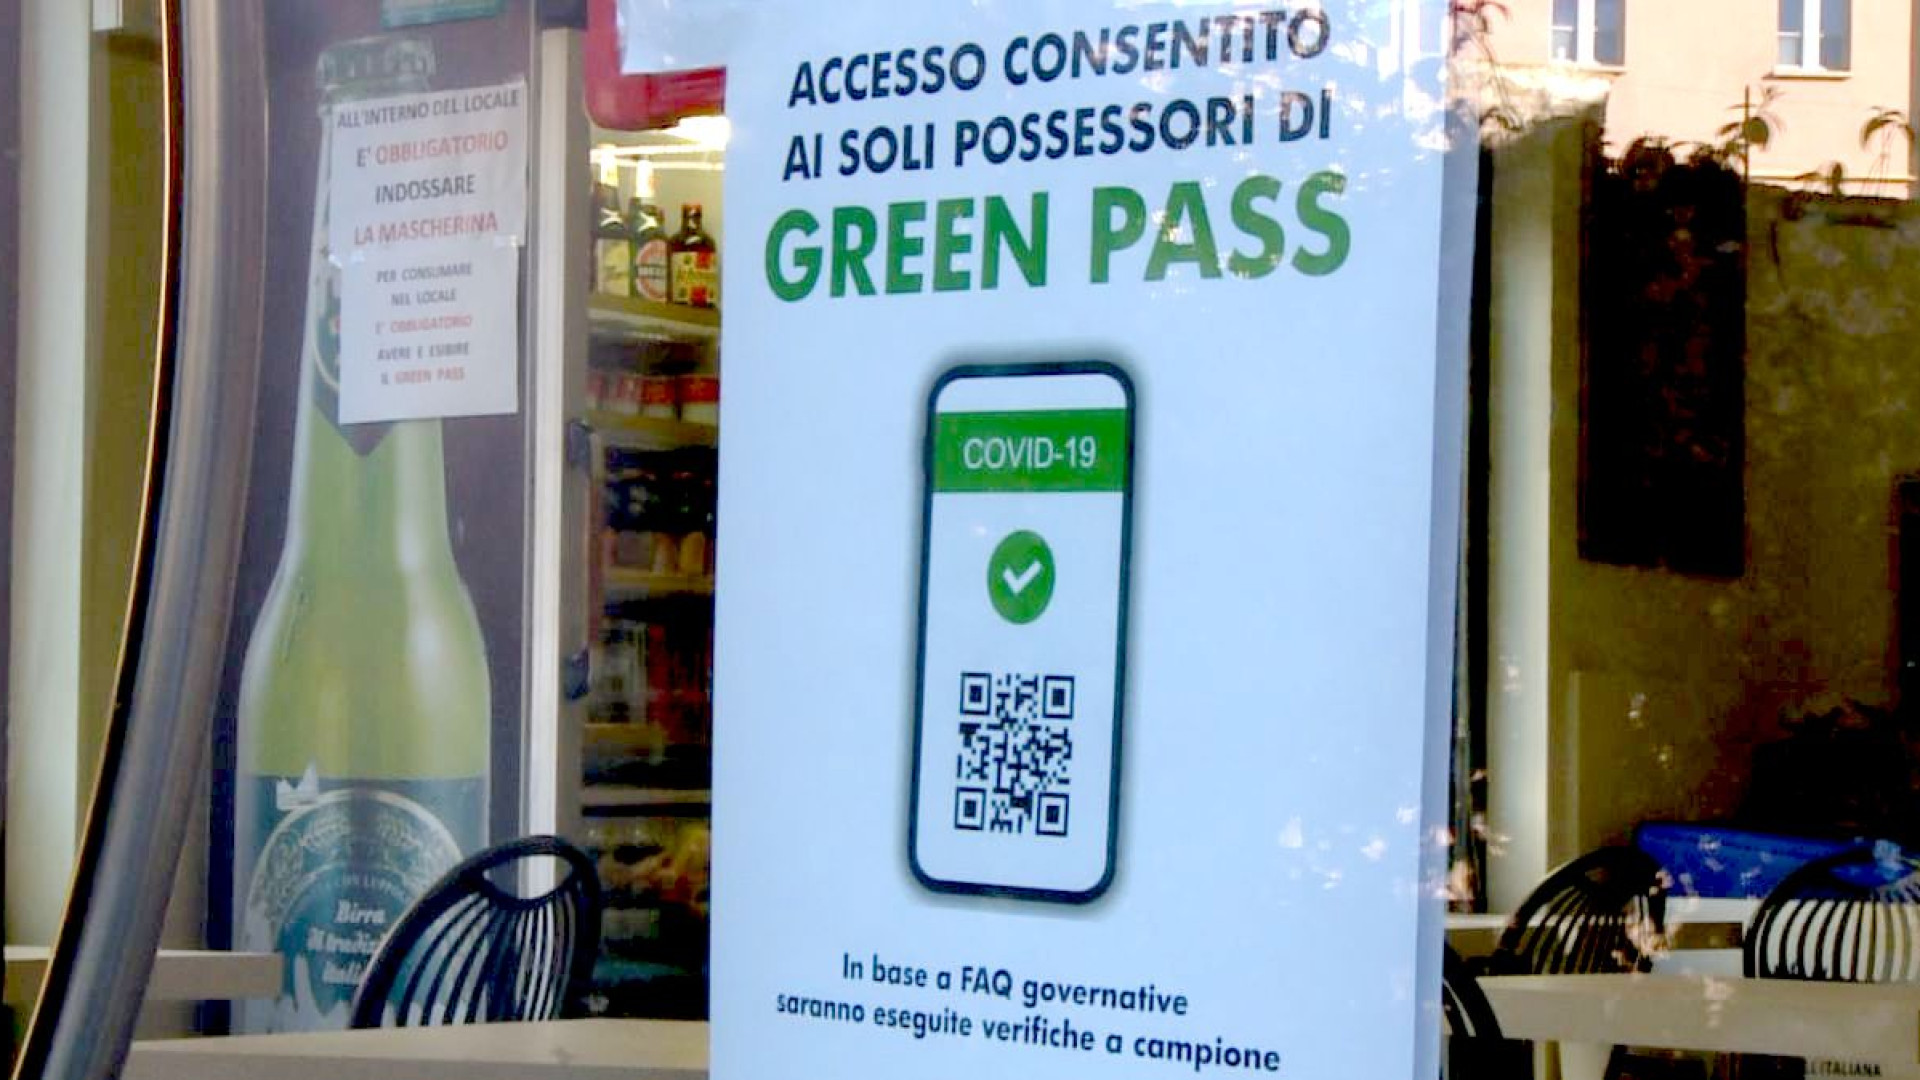 ALL'INTERNO DEL LOCALE
E' OBBLIGATORIO
INDOSSARE
LA MASCHERINA
PER CONSUMARE
NEL LOCALE
E' OBBLIGATORIO
AVERE E ESIBIRE
IL GREEN PASS
ACCESSO CONSENTITO
AI SOLI POSSESSORI DI
GREEN PASS
COVID-19
In base a FAQ governative
saranno eseguite verifiche a campione
Birra